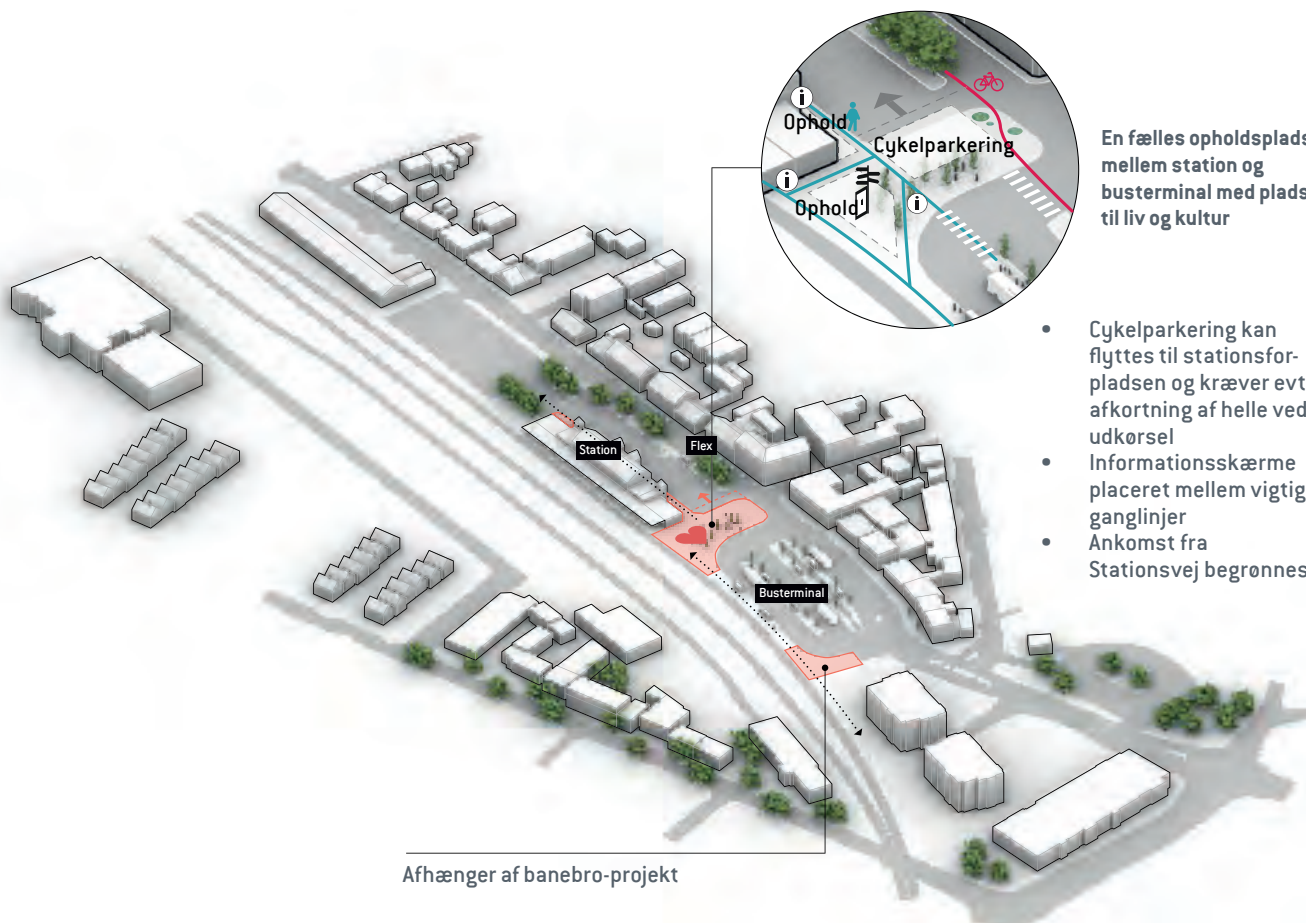 i
Ophold
Cykelparkering
i
Ophold
i
En fælles opholdsplads
mellem station og
busterminal med plads
til liv og kultur
• Cykelparkering kan
flyttes til stationsfor-
pladsen og kræver evt
afkortning af helle ved
udkørsel
• Informationsskærme
placeret mellem vigtig
ganglinjer
• Ankomst fra
Stationsvej begrønnes
Station
Flex
Busterminal
Afhænger af banebro-projekt